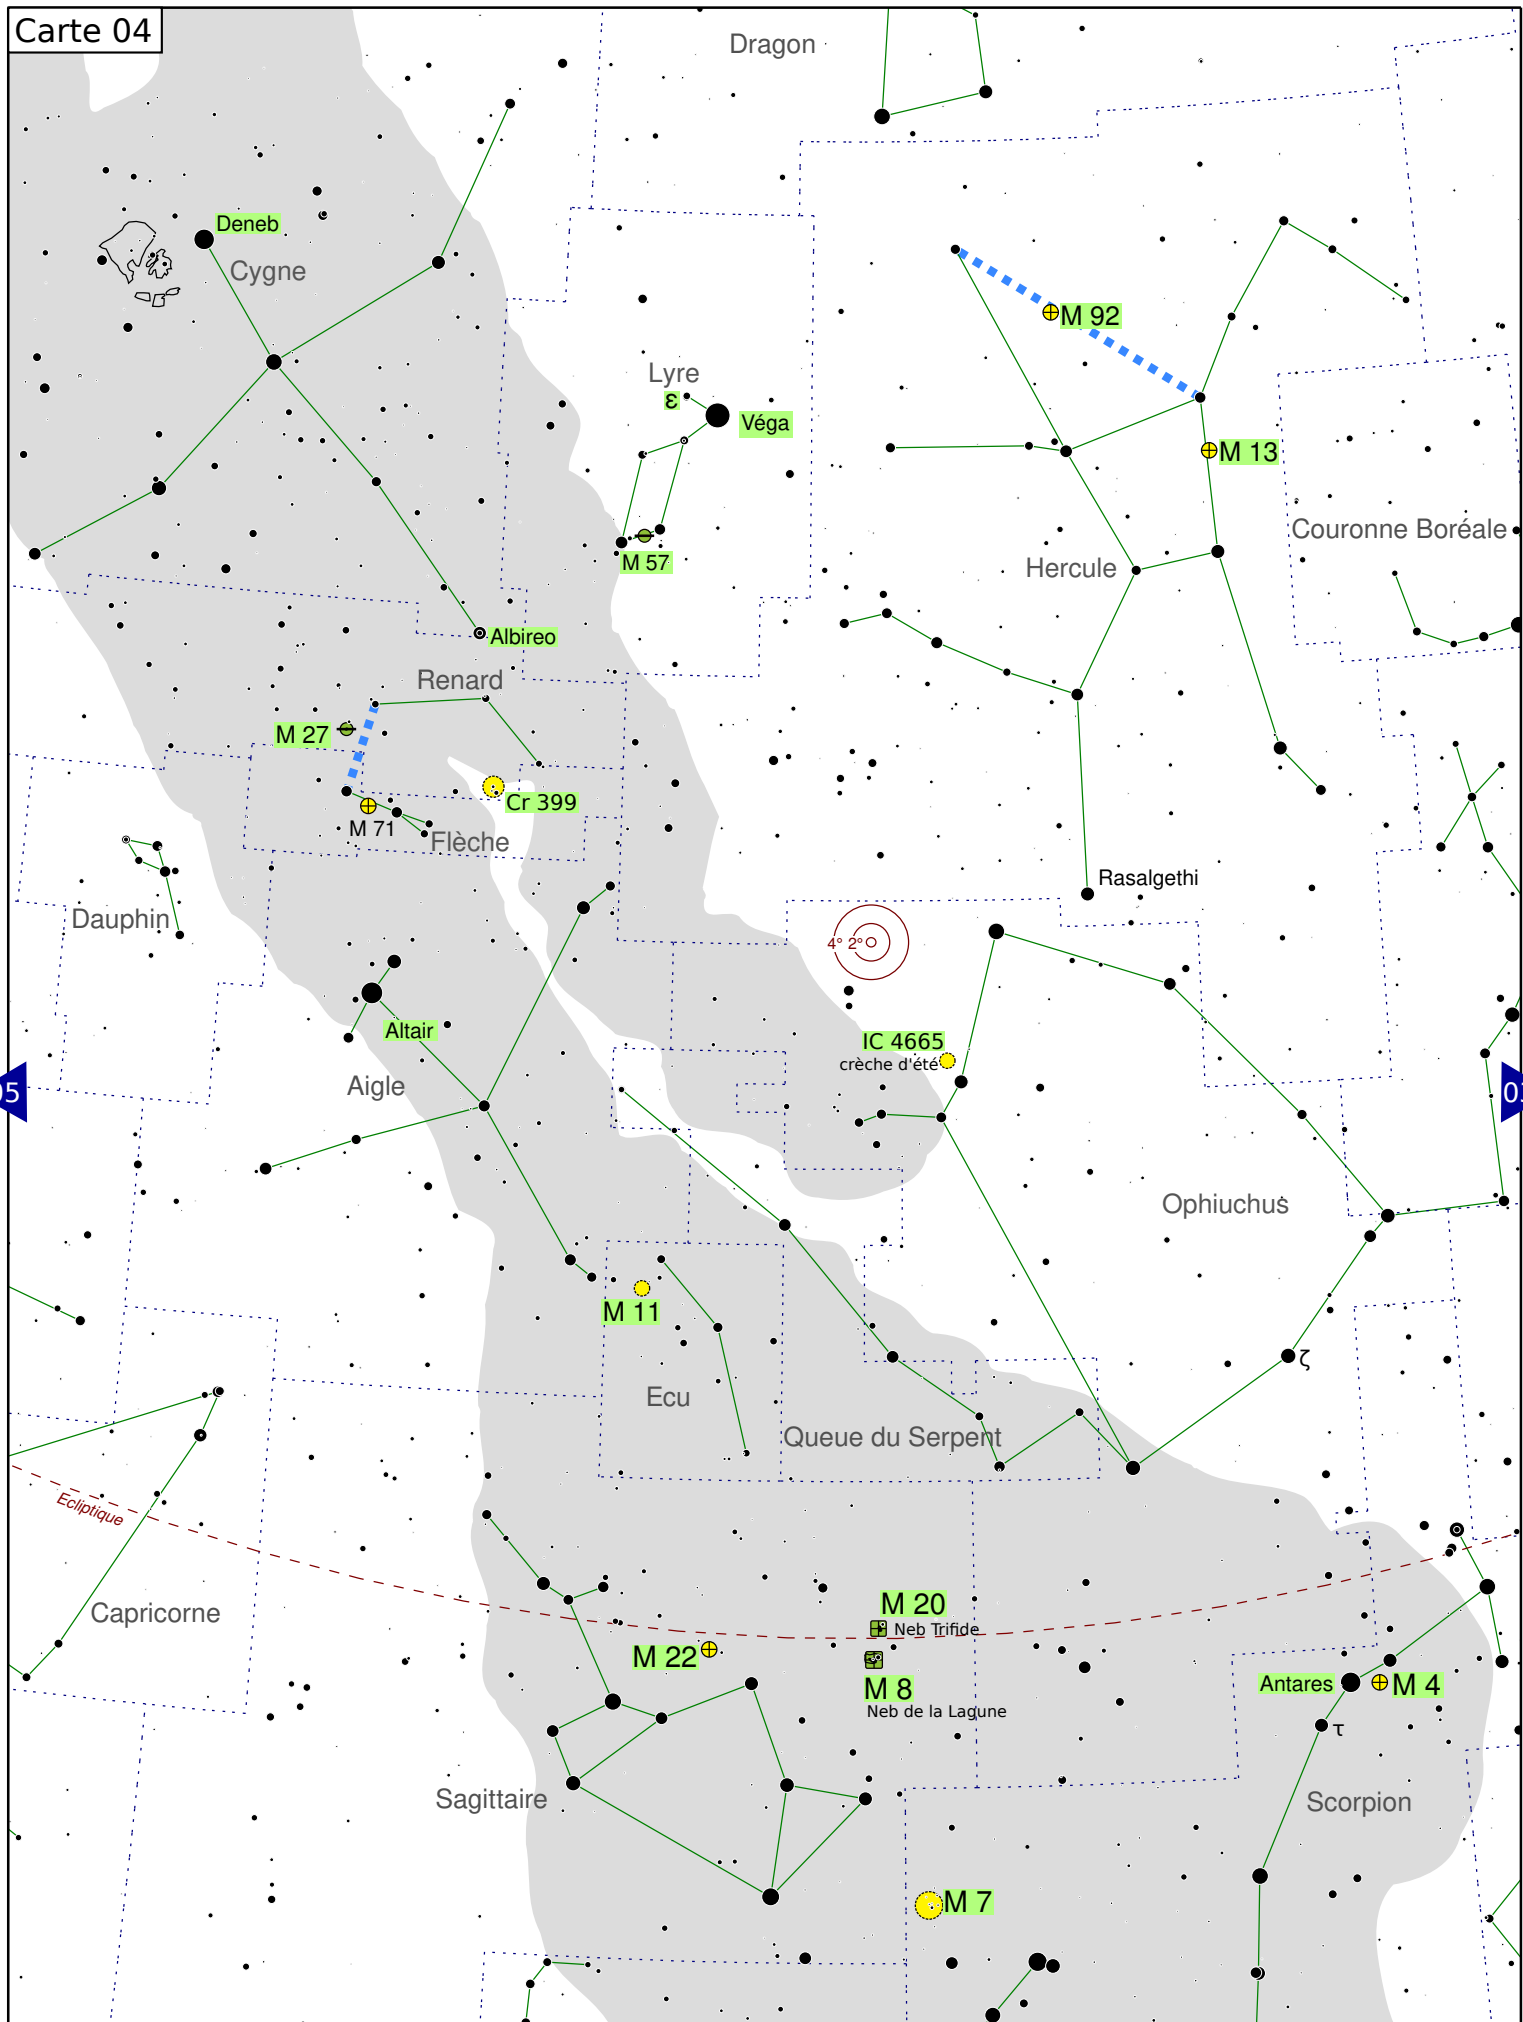 Carte 04
Dragon
Deneb
Cygne
M 92
Lyre
ε
Véga
M 13
Couronne Boréale
M 57
Hercule
Albireo
Renard
M 27
Cr 399
M 71
Flèche
Rasalgethi
Dauphin
4° 2°
Altair
IC 4665
crèche d'été
Aigle
05
03
Ophiuchus
M 11
ζ
Ecu
Queue du Serpent
Ecliptique
Capricorne
M 20
Neb Trifide
M 22
M 8
Neb de la Lagune
Antares
M 4
τ
Sagittaire
Scorpion
M 7